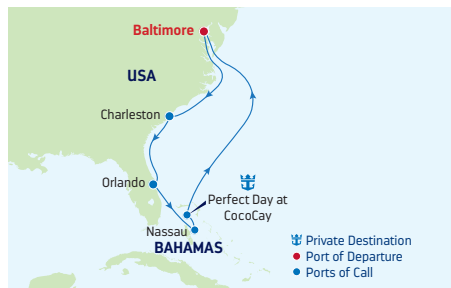 Baltimore
USA
Charleston
Orlando
Perfect Day at
CocoCay
Nassau
BAHAMAS
Private Destination
Port of Departure
Ports of Call